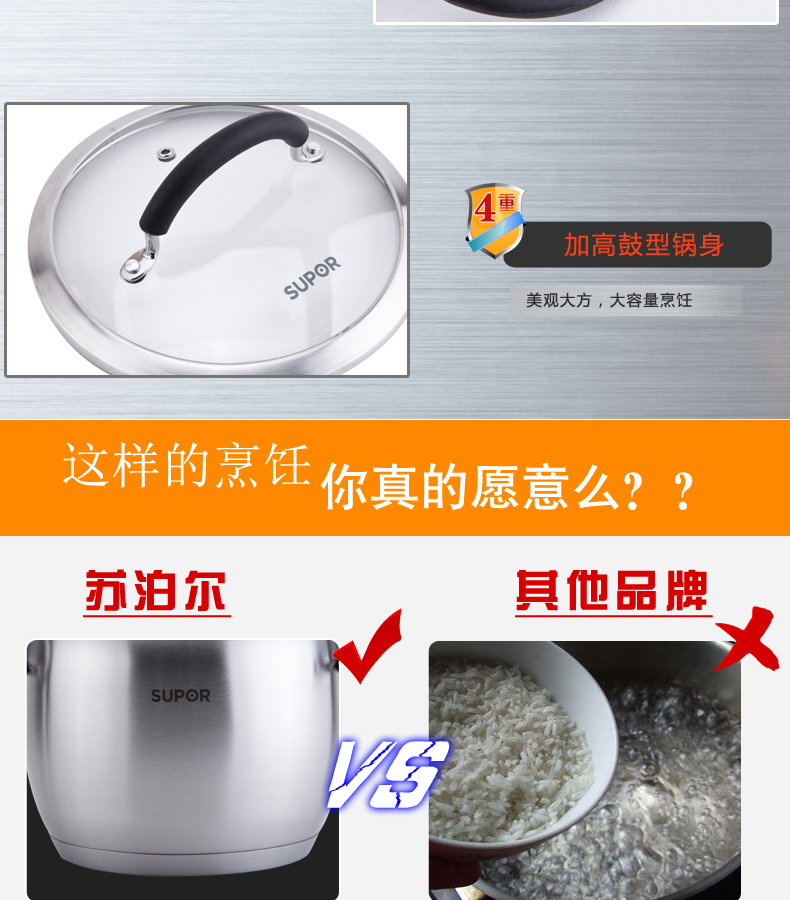 SUPOR
4重
加高鼓型锅身
美观大方，大容量烹饪
这样的烹饪你真的愿意么？？
苏泊尔
其他品牌
SUPOR
VS